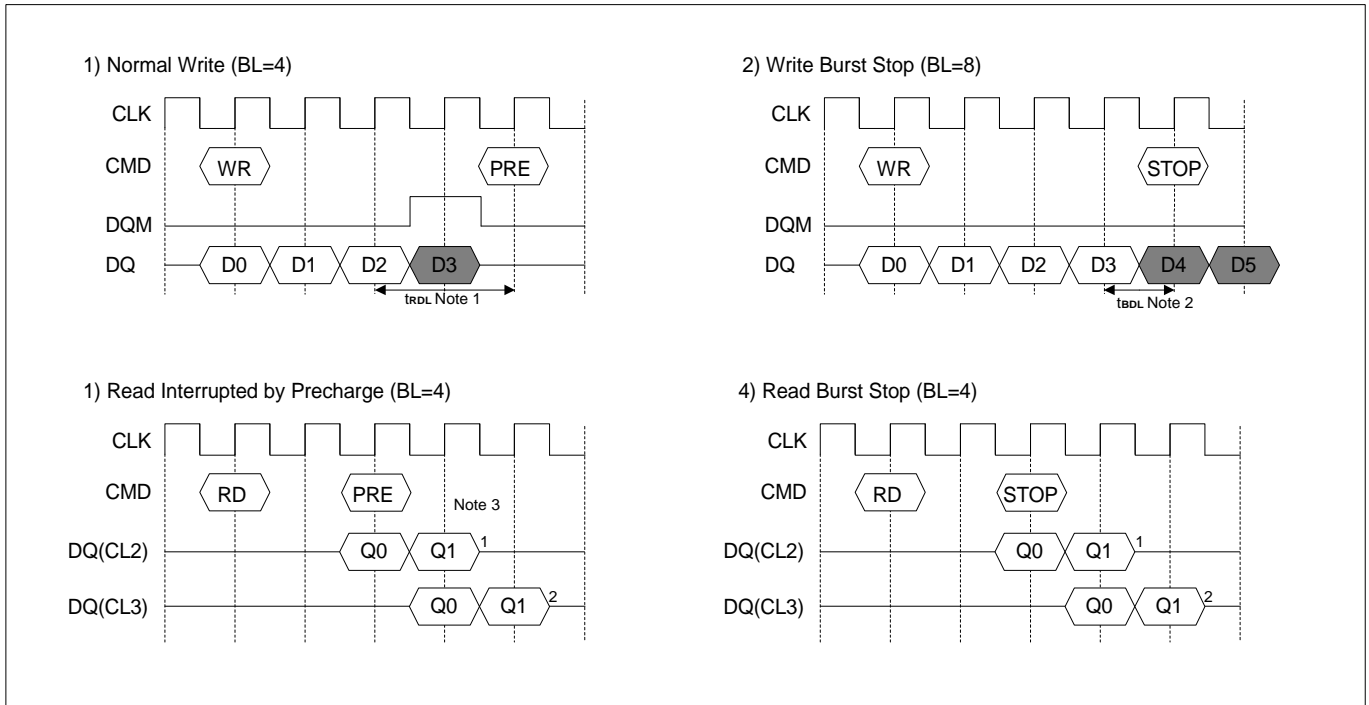 1) Normal Write (BL=4)
CLK
CMD WR PRE
DQM
DQ D0 D1 D2 D3
tRDL Note 1
2) Write Burst Stop (BL=8)
CLK
CMD WR STOP
DQM
DQ D0 D1 D2 D3 D4 D5
tBDL Note 2
1) Read Interrupted by Precharge (BL=4)
CLK
CMD RD PRE
Note 3
DQ(CL2) Q0 Q1 1
DQ(CL3) Q0 Q1 2
4) Read Burst Stop (BL=4)
CLK
CMD RD STOP
DQ(CL2) Q0 Q1 1
DQ(CL3) Q0 Q1 2